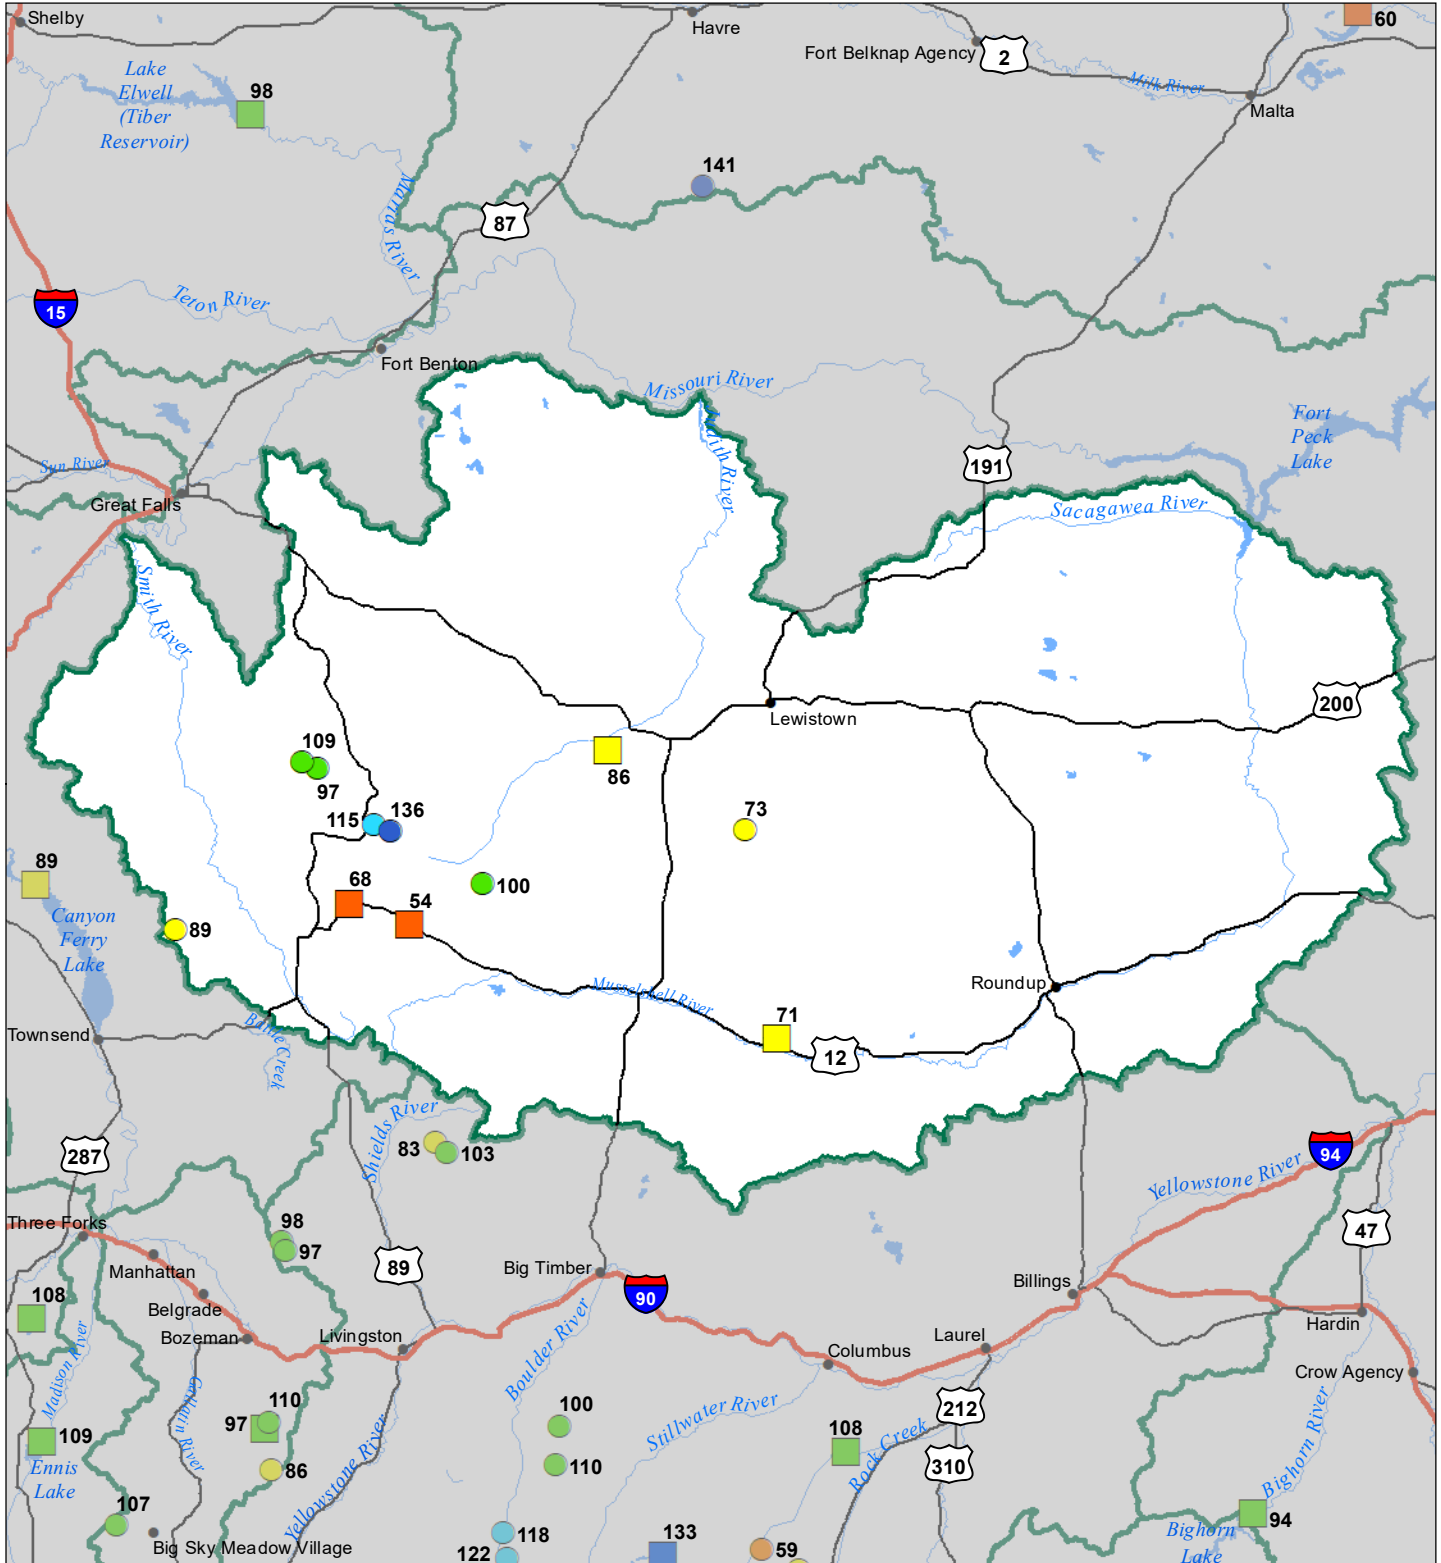 Shelby
Havre
60
Fort Belknap Agency
2
Lake
Elwell
(Tiber
Reservoir)
98
Milk River
Malta
141
Marias River
87
Teton River
15
Fort Benton
Missouri River
Fort
Peck
Lake
Judith River
Sun River
191
Great Falls
Sacagawea River
Smith River
200
Lewistown
109
97
86
115
136
73
89
68
54
100
Canyon
Ferry
Lake
89
Musselshell River
Roundup
71
12
Battle Creek
Townsend
Shields River
83
103
287
94
Yellowstone River
Three Forks
98
97
47
Manhattan
89
Big Timber
90
Billings
108
Belgrade
Bozeman
Livingston
Hardin
Laurel
Columbus
Crow Agency
Madison River
Gallatin River
Boulder River
Stillwater River
212
110
97
100
108
Rock Creek
310
109
Ennis
Lake
86
110
Yellowstone River
Bighorn River
107
94
Big Sky Meadow Village
118
122
133
59
Bighorn
Lake